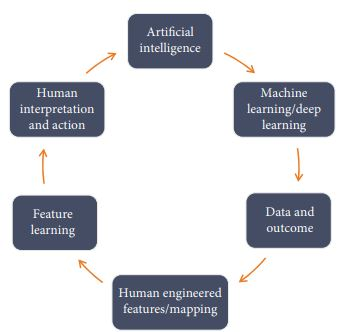 Artificial
intelligence
Machine
learning/deep
learning
Data and
outcome
Human engineered
features/mapping
Feature
learning
Human
interpretation
and action